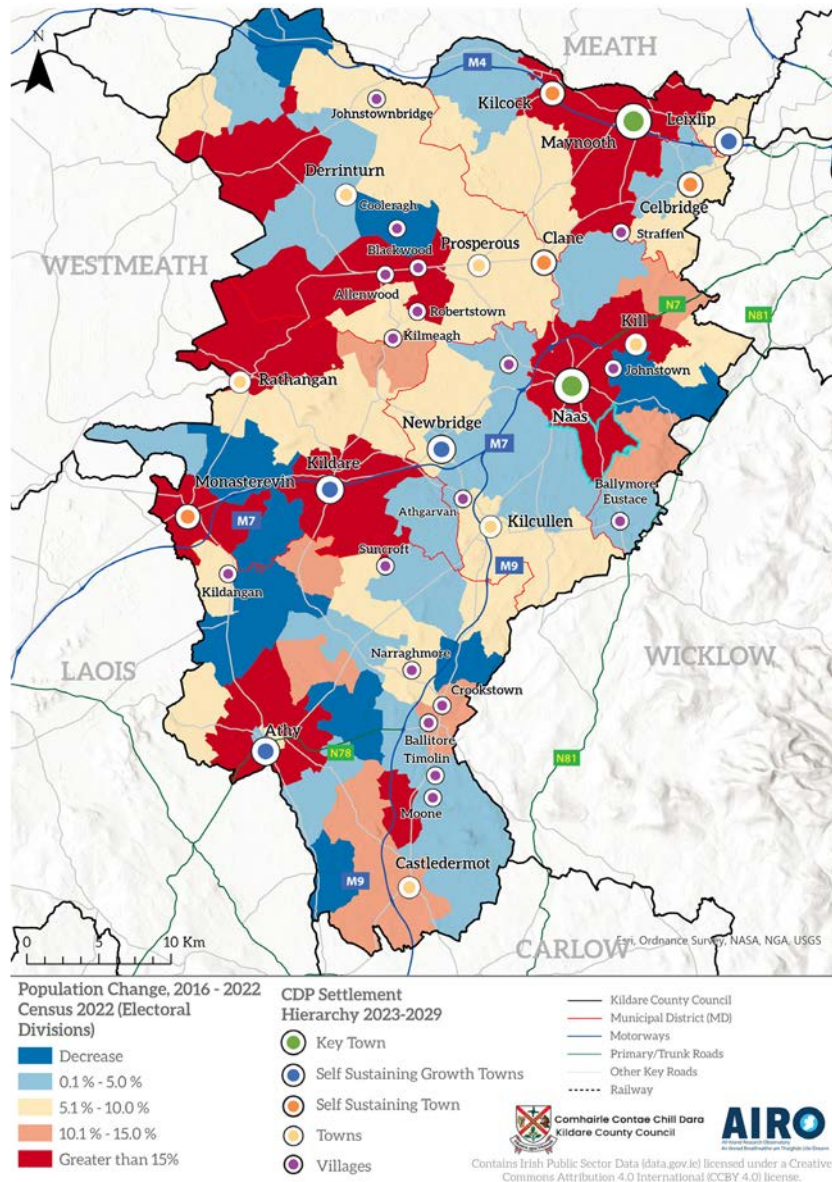 N
MEATH
M4
Kilcock
Leixlip
Johnstownbridge
Maynooth
Derrinturn
Celbridge
Cooleragh
Straffen
WESTMEATH
Blackwood
Prosperous
Clane
Allenwood
N7
Robertstown
Kill
N81
Kilmeagh
Johnstown
Rathangan
Naas
Newbridge
M7
Kildare
Monasterevin
Ballymore
Eustace
Athgarvan
M7
Kilcullen
Suncroft
M9
Kildangan
Narraghmore
WICKLOW
LAOIS
Crookstown
Athy
Ballitore
N78
Timolin
N81
Moone
Castledermot
M9
CARLOW
0 5 10 Km
Esri, Ordnance Survey, NASA, NGA, USGS
Population Change, 2016 - 2022
Census 2022 (Electoral
Divisions)
Decrease
0.1 % - 5.0 %
5.1 % - 10.0 %
10.1 % - 15.0 %
Greater than 15%
CDP Settlement
Hierarchy 2023-2029
Key Town
Self Sustaining Growth Towns
Self Sustaining Town
Towns
Villages
Kildare County Council
Municipal District (MD)
Motorways
Primary/Trunk Roads
Other Key Roads
Railway
Comhairle Contae Chill Dara
Kildare County Council
AIRO
Contains Irish Public Sector Data (data.gov.ie) licensed under a Creative
Commons Attribution 4.0 International (CCBY 4.0) license.